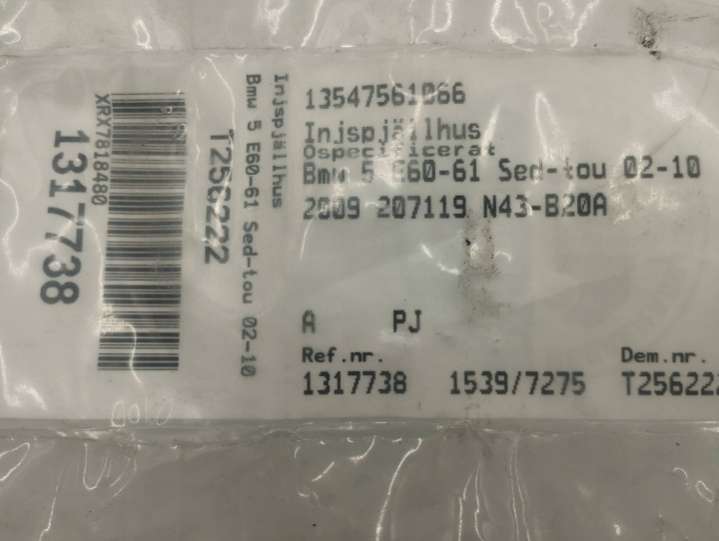 XRX7818480
1317738
T256222
Bmw 5 E60-61 Sed-tou 02-10
Injspjällhus
13547561066
Injspjällhus
Ospecificerat
Bmw 5 E60-61 Sed-tou 02-10
2009 207119 N43-B20A
A PJ
Ref.nr. Dem.nr.
1317738 1539/7275 T256222